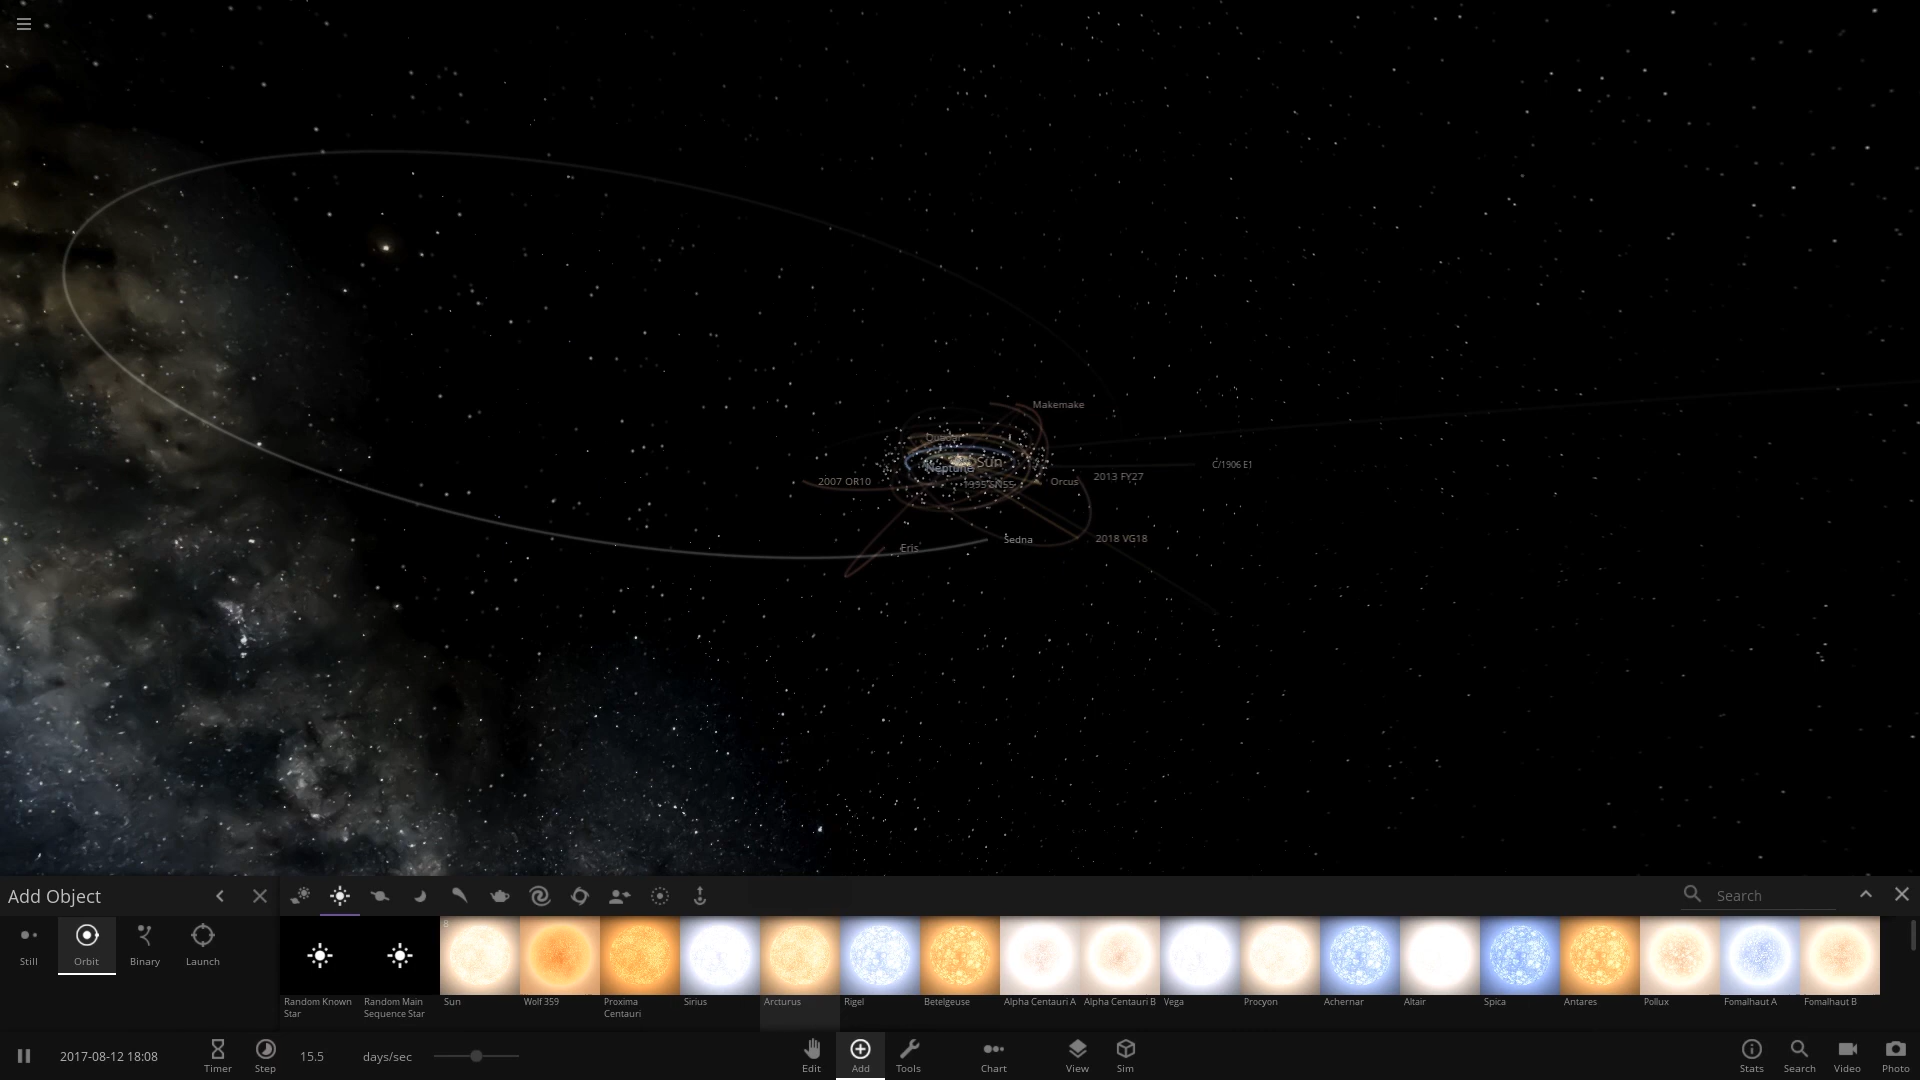 Makemake
Quaoar
Sun
Neptune
C/1906 E1
2013 FY27
2007 OR10
1995 SN55
Orcus
Sedna
2018 VG18
Eris
Add Object
Search
Still
Orbit
Binary
Launch
Random Known
Star
Random Main
Sequence Star
Sun
Wolf 359
Proxima
Centauri
Sirius
Arcturus
Rigel
Betelgeuse
Alpha Centauri A
Alpha Centauri B
Vega
Procyon
Achernar
Altair
Spica
Antares
Pollux
Fomalhaut A
Fomalhaut B
2017-08-12 18:08
Timer
Step
15.5
days/sec
Edit
Add
Tools
Chart
View
Sim
Stats
Search
Video
Photo